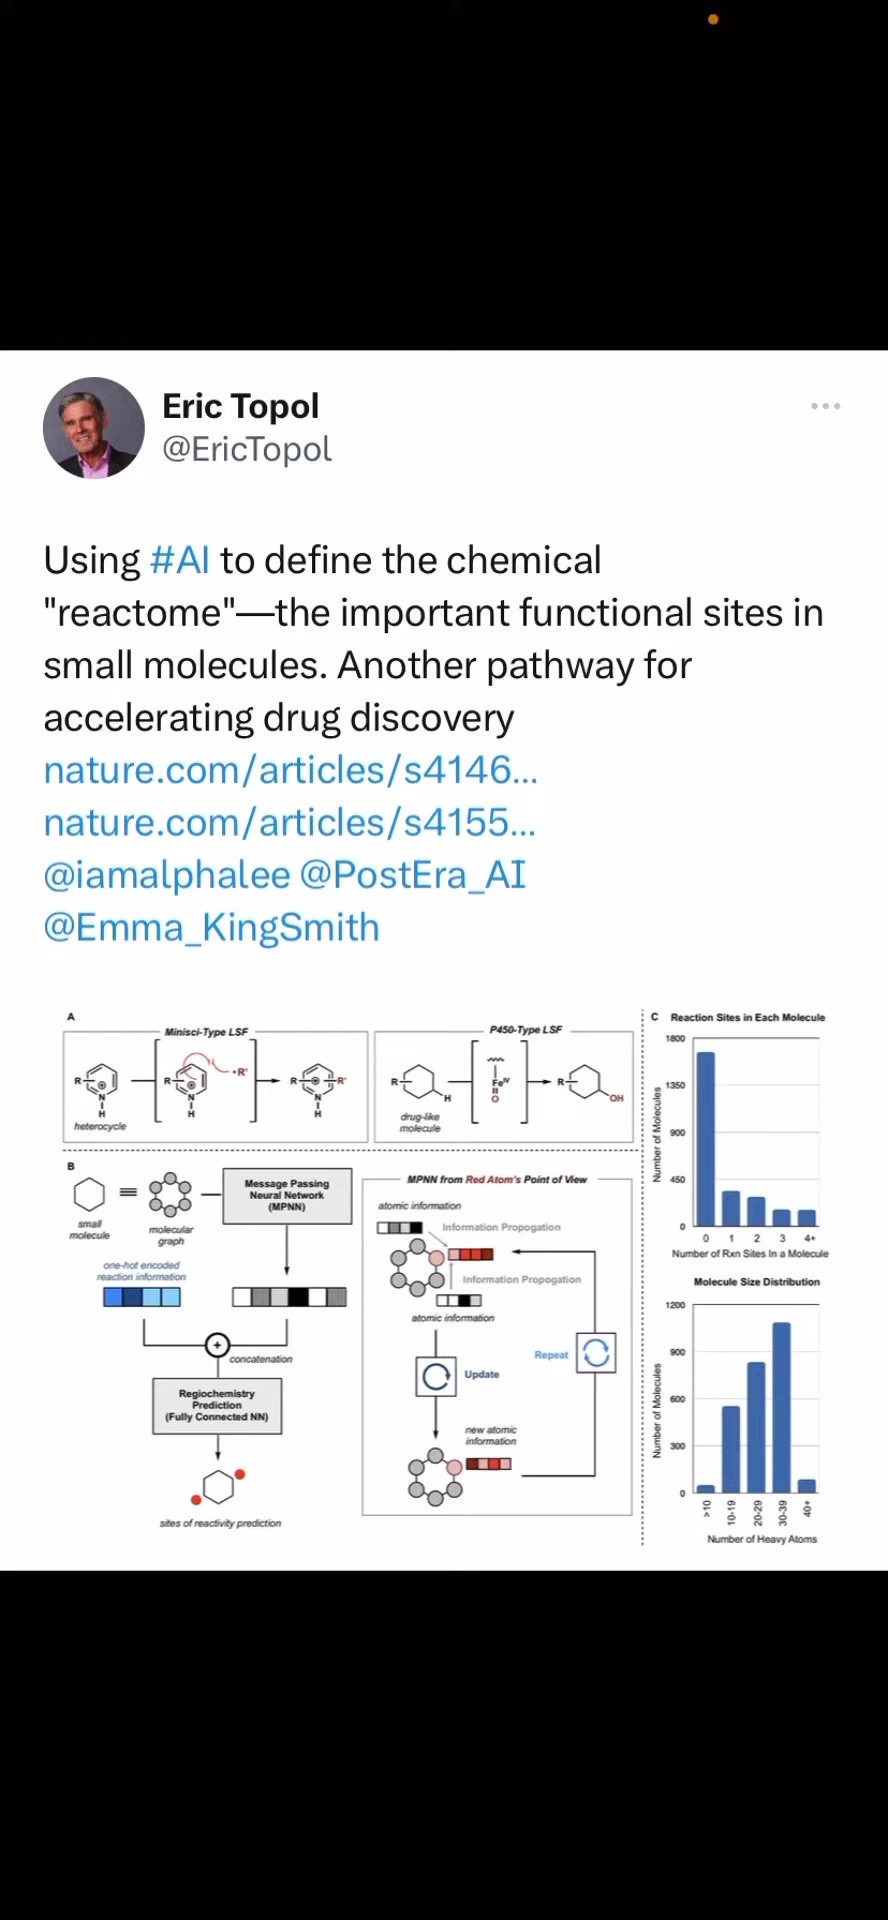 Eric Topol
@EricTopol
Using #AI to define the chemical
"reactome"—the important functional sites in
small molecules. Another pathway for
accelerating drug discovery
nature.com/articles/s4146...
nature.com/articles/s4155...
@iamalphalee @PostEra_AI
@Emma_KingSmith
A
Minisci-Type LSF
R
N
H
heterocycle
R
•R'
N
H
R
R'
N
H
P450-Type LSF
R
H
drug-like
molecule
Fe^IV
O
R
OH
B
small
molecule
molecular
graph
Message Passing
Neural Network
(MPNN)
one-hot encoded
reaction information
+
concatenation
Regiochemistry
Prediction
(Fully Connected NN)
sites of reactivity prediction
MPNN from Red Atom's Point of View
atomic information
Information Propogation
Information Propogation
atomic information
Update
Repeat
new atomic
information
C Reaction Sites in Each Molecule
1800
1350
900
450
0
Number of Molecules
0 1 2 3 4+
Number of Rxn Sites In a Molecule
Molecule Size Distribution
1200
900
600
300
0
Number of Molecules
>10 10-19 20-29 30-39 40+
Number of Heavy Atoms